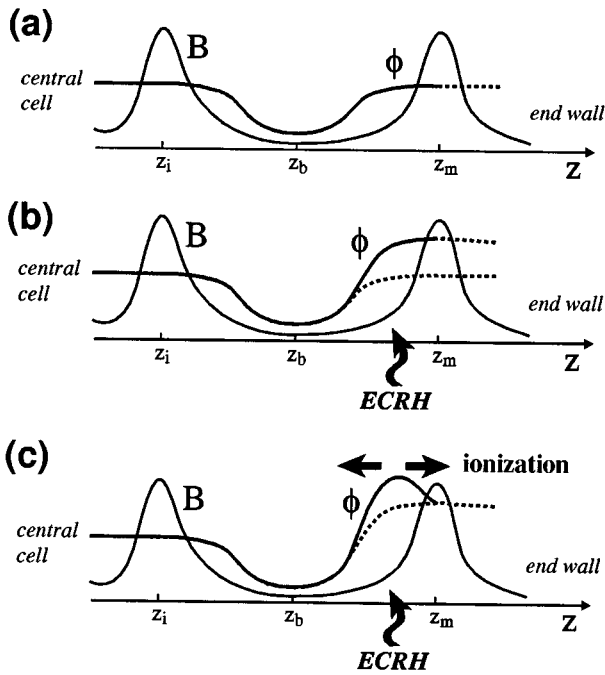 (a)
B
ϕ
central
cell
end wall
z_i
z_b
z_m
Z
(b)
B
ϕ
central
cell
end wall
z_i
z_b
z_m
Z
ECRH
(c)
ionization
B
ϕ
central
cell
end wall
z_i
z_b
z_m
Z
ECRH